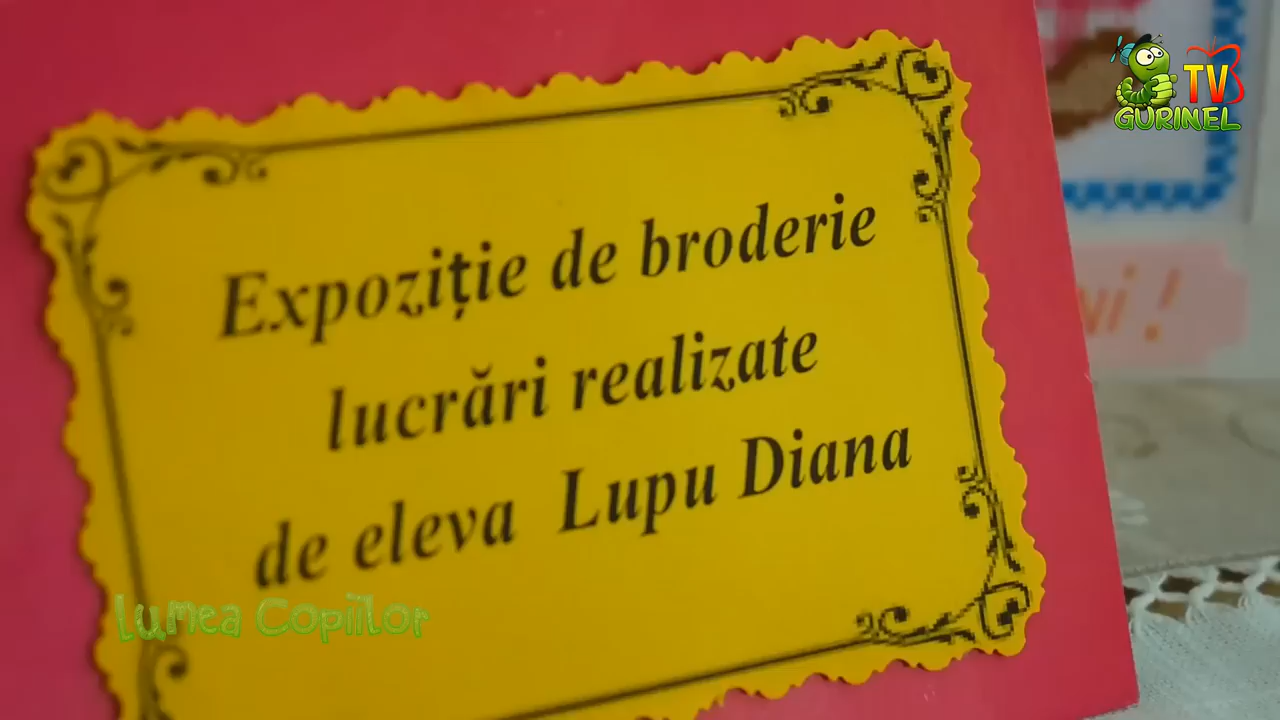 TV
GURINEL
Expoziție de broderie
lucrări realizate
de eleva Lupu Diana
Lumea Copiilor